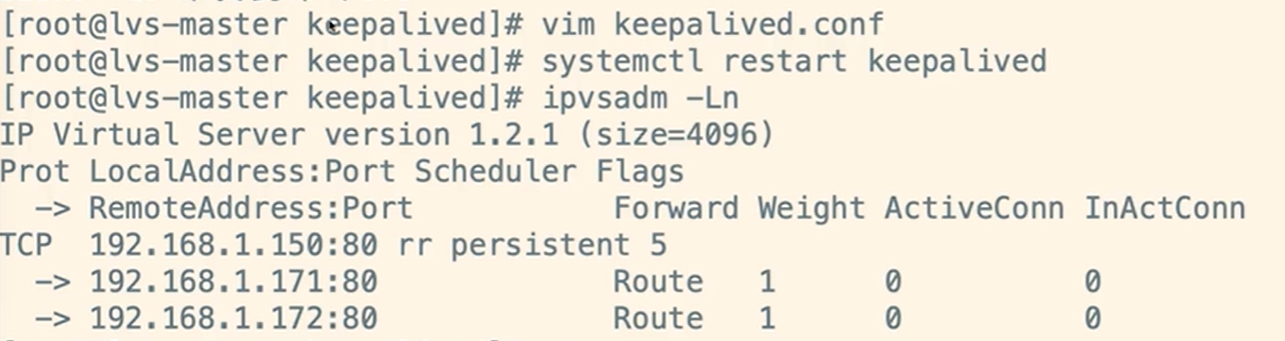 [root@lvs-master keepalived]# vim keepalived.conf
[root@lvs-master keepalived]# systemctl restart keepalived
[root@lvs-master keepalived]# ipvsadm -Ln
IP Virtual Server version 1.2.1 (size=4096)
Prot LocalAddress:Port Scheduler Flags
  -> RemoteAddress:Port           Forward Weight ActiveConn InActConn
TCP  192.168.1.150:80 rr persistent 5
  -> 192.168.1.171:80             Route   1      0          0
  -> 192.168.1.172:80             Route   1      0          0